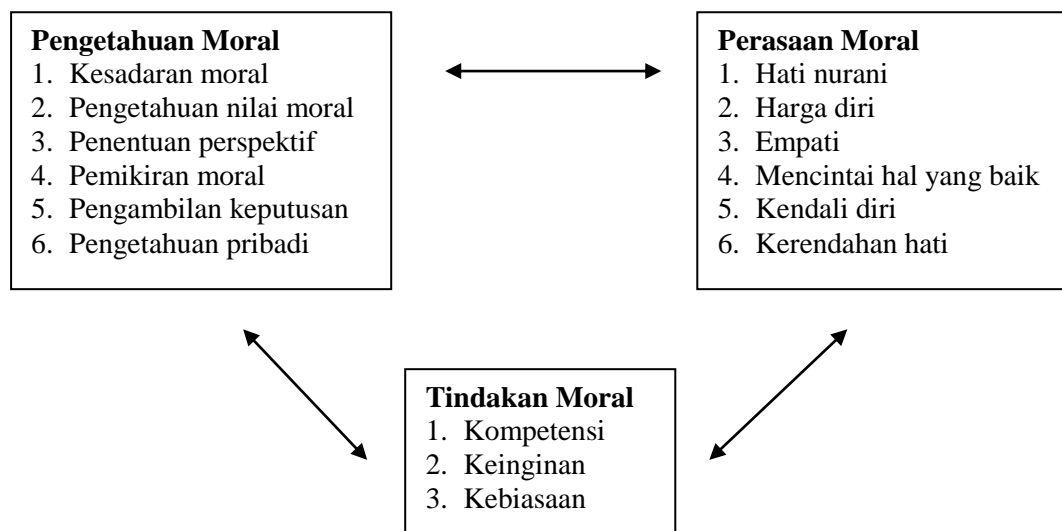 Pengetahuan Moral
1. Kesadaran moral
2. Pengetahuan nilai moral
3. Penentuan perspektif
4. Pemikiran moral
5. Pengambilan keputusan
6. Pengetahuan pribadi
Perasaan Moral
1. Hati nurani
2. Harga diri
3. Empati
4. Mencintai hal yang baik
5. Kendali diri
6. Kerendahan hati
Tindakan Moral
1. Kompetensi
2. Keinginan
3. Kebiasaan